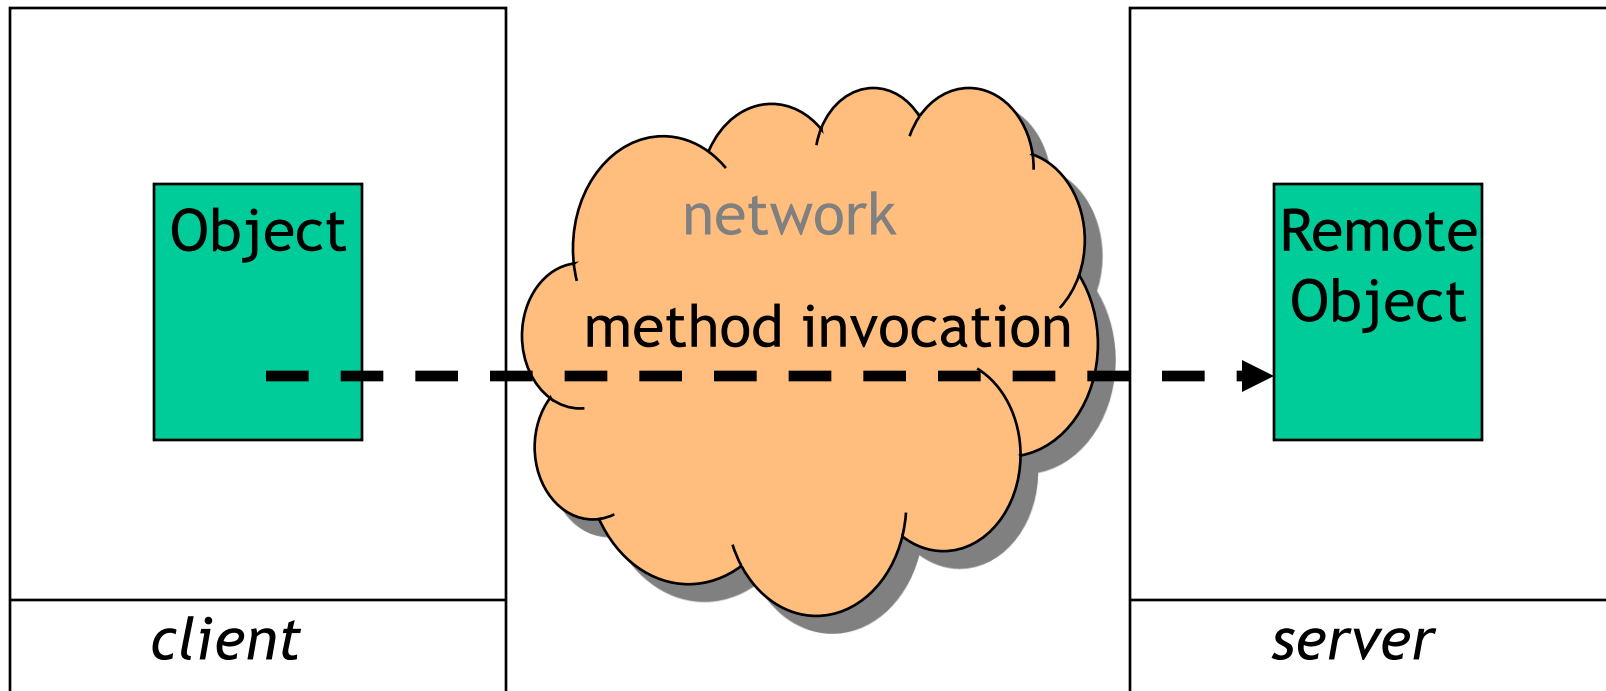 Object
network
method invocation
Remote
Object
client
server